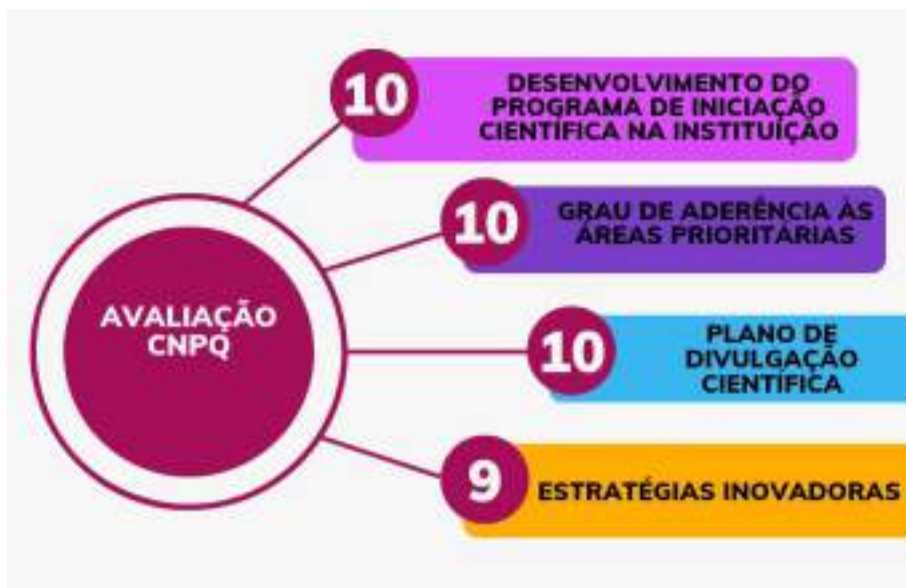 10
DESENVOLVIMENTO DO
PROGRAMA DE INICIAÇÃO
CIENTÍFICA NA INSTITUIÇÃO
10
GRAU DE ADERÊNCIA ÀS
ÁREAS PRIORITÁRIAS
AVALIAÇÃO
CNPQ
10
PLANO DE
DIVULGAÇÃO
CIENTÍFICA
9
ESTRATÉGIAS INOVADORAS